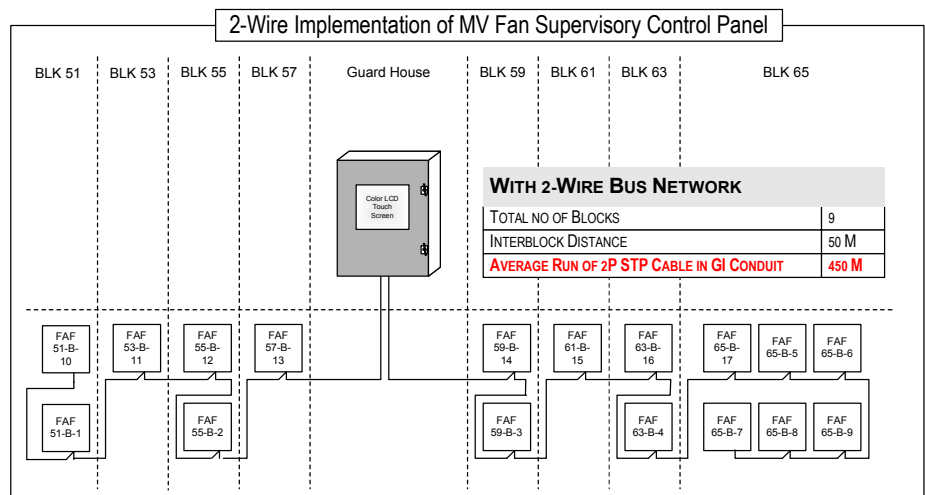 2-Wire Implementation of MV Fan Supervisory Control Panel
BLK 51
BLK 53
BLK 55
BLK 57
Guard House
BLK 59
BLK 61
BLK 63
BLK 65
Color LCD
Touch
Screen
WITH 2-WIRE BUS NETWORK
TOTAL NO OF BLOCKS 9
INTERBLOCK DISTANCE 50 M
AVERAGE RUN OF 2P STP CABLE IN GI CONDUIT 450 M
FAF
51-B-
10
FAF
53-B-
11
FAF
55-B-
12
FAF
57-B-
13
FAF
59-B-
14
FAF
61-B-
15
FAF
63-B-
16
FAF
65-B-
17
FAF
65-B-5
FAF
65-B-6
FAF
51-B-1
FAF
55-B-2
FAF
59-B-3
FAF
63-B-4
FAF
65-B-7
FAF
65-B-8
FAF
65-B-9